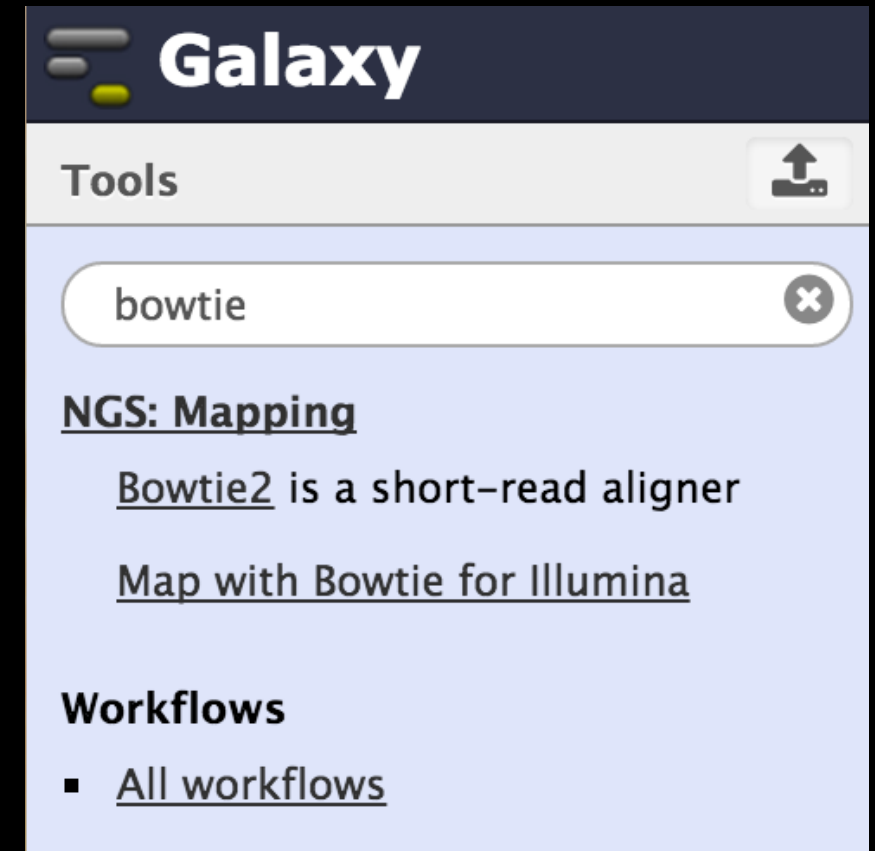 Galaxy
Tools
bowtie
NGS: Mapping
Bowtie2 is a short-read aligner
Map with Bowtie for Illumina
Workflows
▪ All workflows